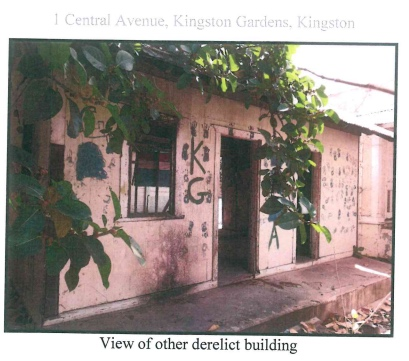 1 Central Avenue, Kingston Gardens, Kingston
K
G
A
View of other derelict building